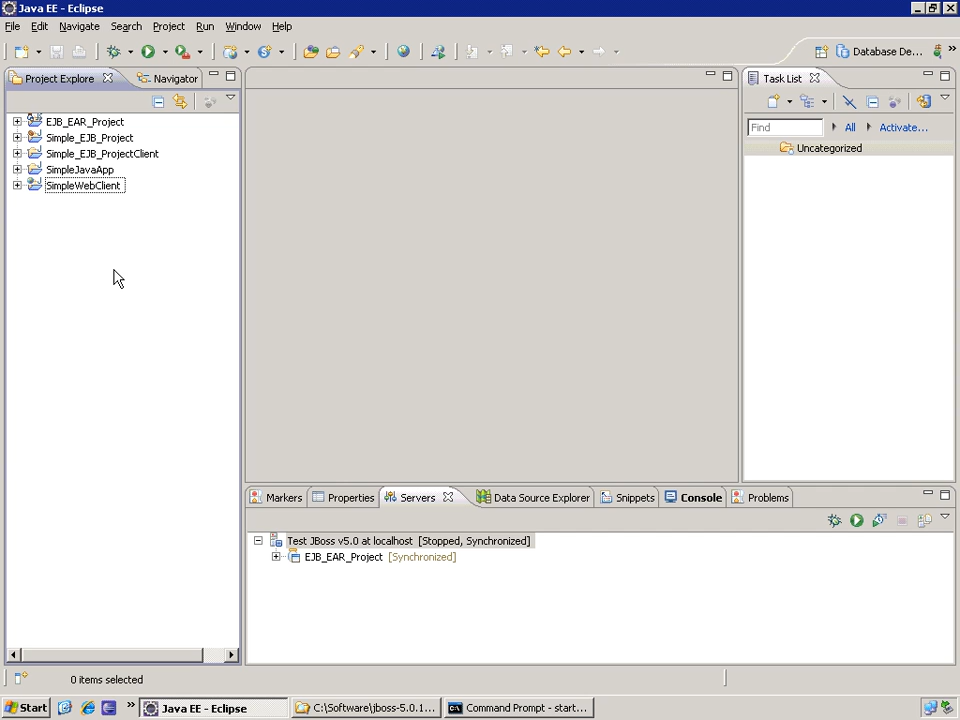 Java EE - Eclipse
File Edit Navigate Search Project Run Window Help
Database De... »
Project Explore Navigator
EJB_EAR_Project
Simple_EJB_Project
Simple_EJB_ProjectClient
SimpleJavaApp
SimpleWebClient
Task List
Find All Activate...
Uncategorized
Markers Properties Servers Data Source Explorer Snippets Console Problems
Test JBoss v5.0 at localhost [Stopped, Synchronized]
EJB_EAR_Project [Synchronized]
0 items selected
Start » Java EE - Eclipse C:\Software\jboss-5.0.1... Command Prompt - start...